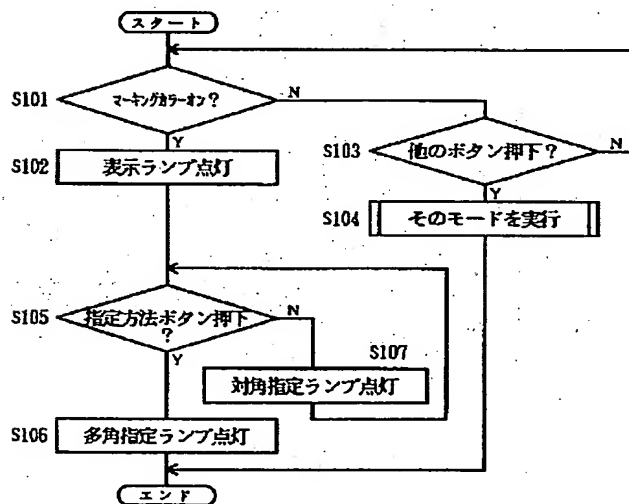 スタート
S101
マーキングカラーオン？
N
Y
S102
表示ランプ点灯
S103
他のボタン押下？
N
Y
S104
そのモードを実行
S105
指定方法ボタン押下
？
N
Y
S107
対角指定ランプ点灯
S106
多角指定ランプ点灯
エンド